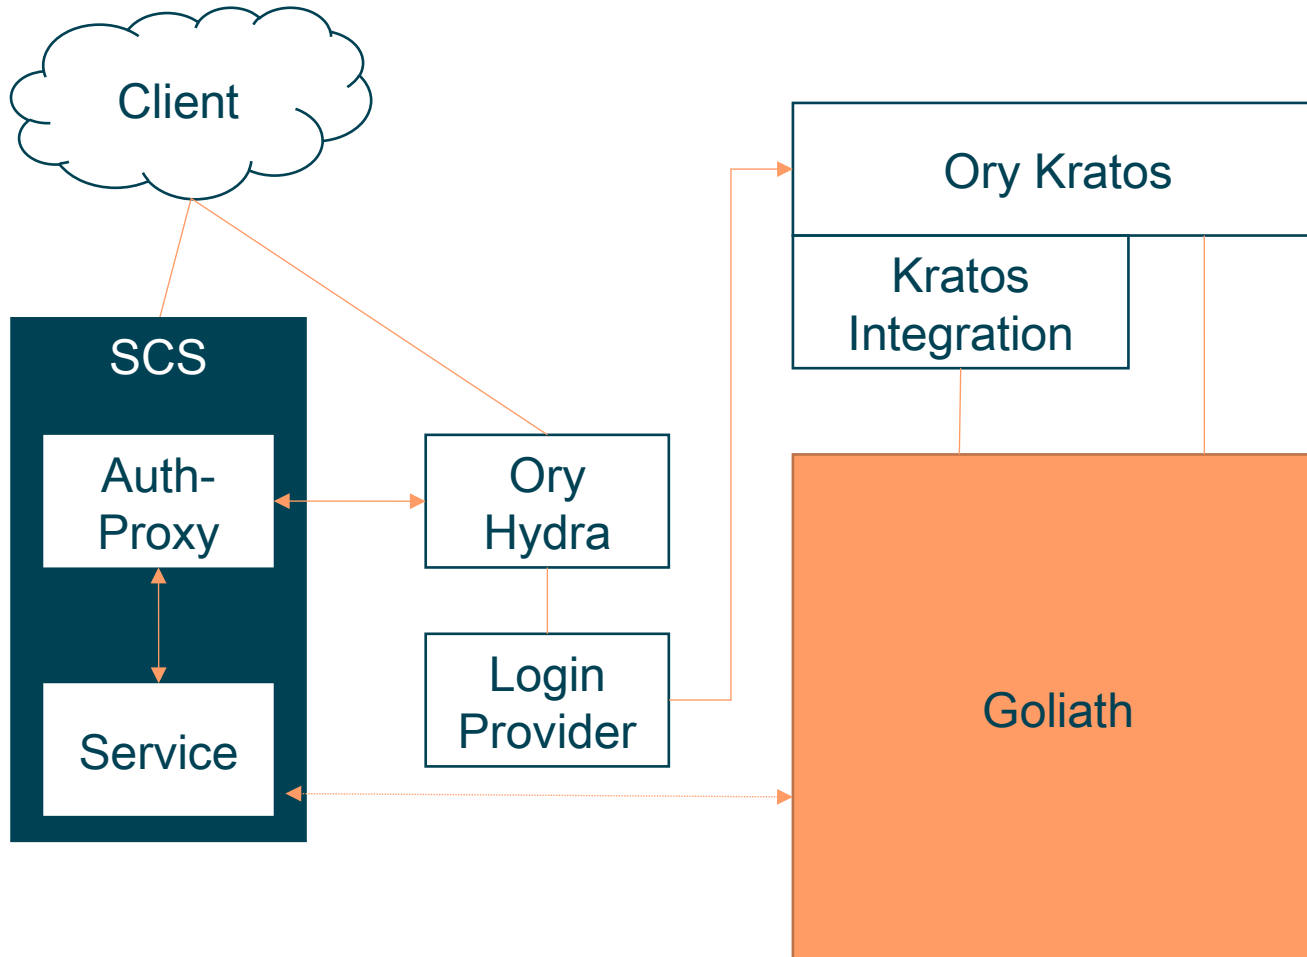 Client
Ory Kratos
Kratos
Integration
SCS
Auth-
Proxy
Ory
Hydra
Login
Provider
Service
Goliath